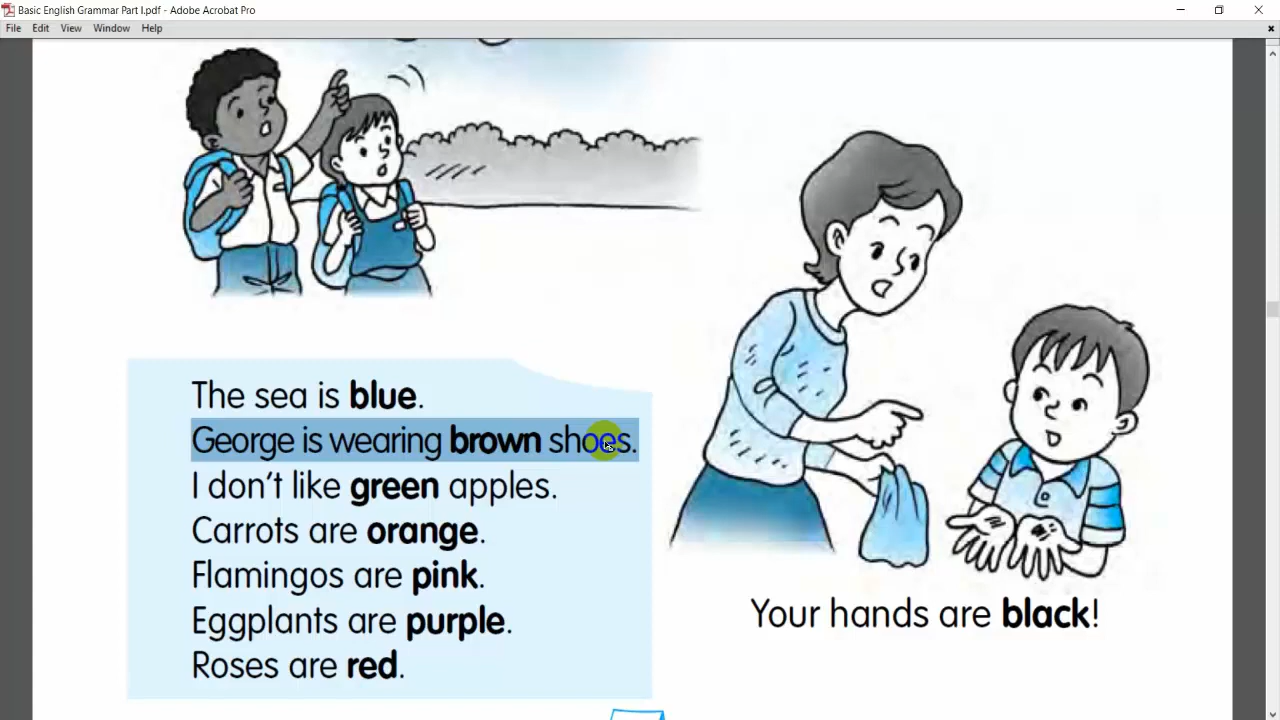 Basic English Grammar Part I.pdf - Adobe Acrobat Pro
File Edit View Window Help
The sea is blue.
George is wearing brown shoes.
I don't like green apples.
Carrots are orange.
Flamingos are pink.
Eggplants are purple.
Roses are red.
Your hands are black!